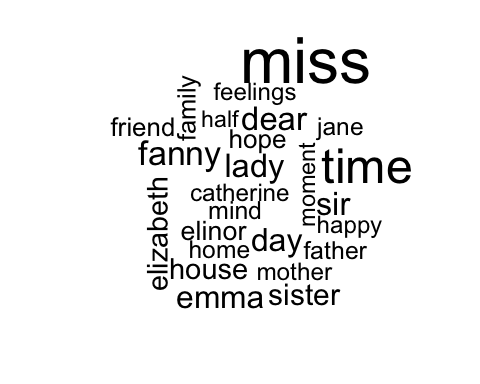 miss
feelings
family
half
dear
friend
jane
hope
fanny
lady
moment
time
catherine
elizabeth
mind
sir
happy
elinor
day
home
father
house
mother
emma
sister